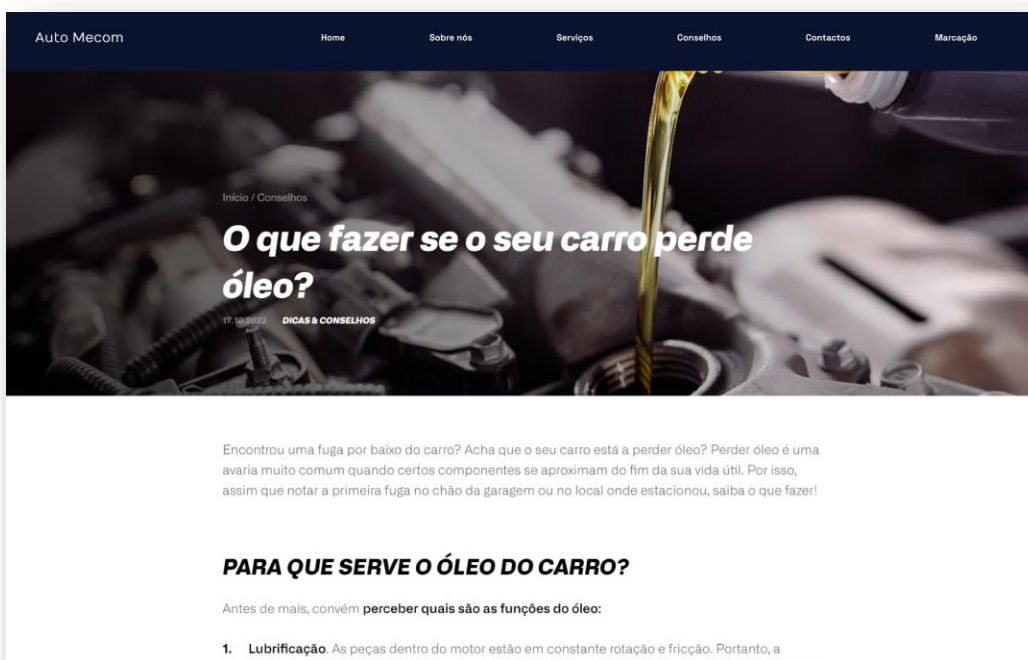 Auto Mecom
Home Sobre nós Serviços Conselhos Contactos Marcação
Início / Conselhos
O que fazer se o seu carro perde
óleo?
17.10.2022 DICAS & CONSELHOS
Encontrou uma fuga por baixo do carro? Acha que o seu carro está a perder óleo? Perder óleo é uma
avaria muito comum quando certos componentes se aproximam do fim da sua vida útil. Por isso,
assim que notar a primeira fuga no chão da garagem ou no local onde estacionou, saiba o que fazer!
PARA QUE SERVE O ÓLEO DO CARRO?
Antes de mais, convém perceber quais são as funções do óleo:
1. Lubrificação. As peças dentro do motor estão em constante rotação e fricção. Portanto, a